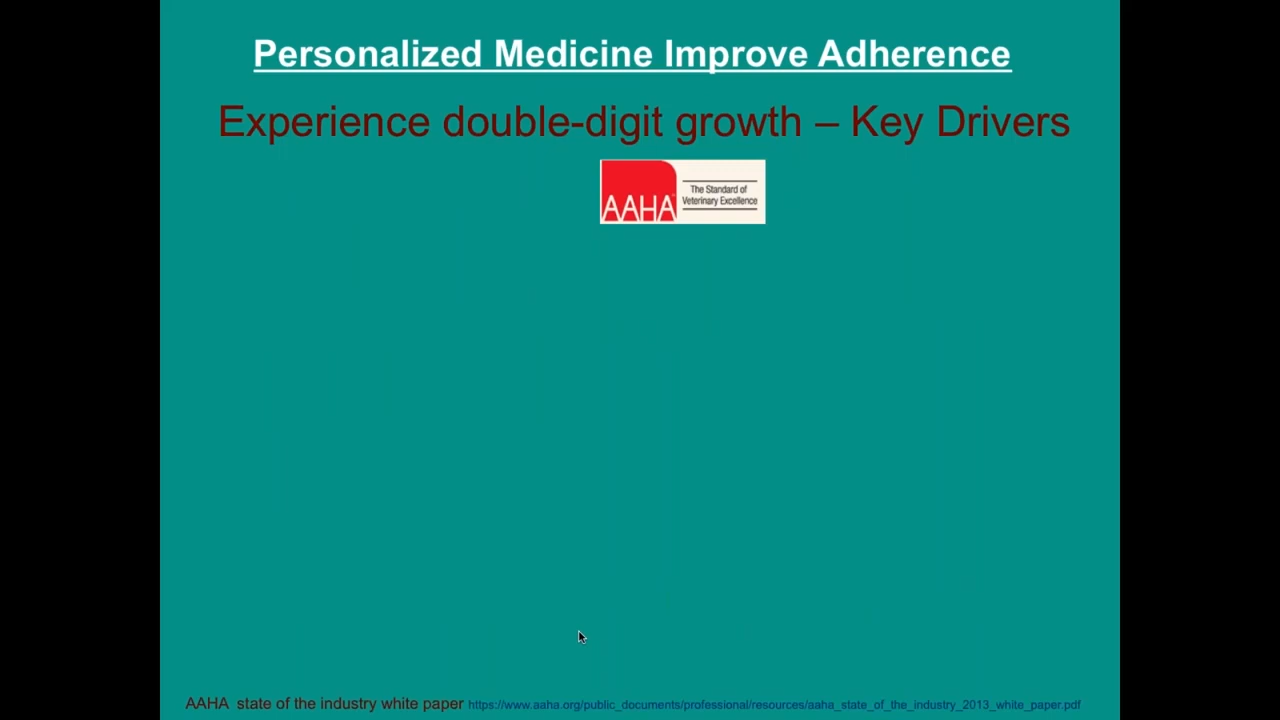 Personalized Medicine Improve Adherence
Experience double-digit growth – Key Drivers
AAHA
The Standard of
Veterinary Excellence
AAHA state of the industry white paper https://www.aaha.org/public_documents/professional/resources/aaha_state_of_the_industry_2013_white_paper.pdf